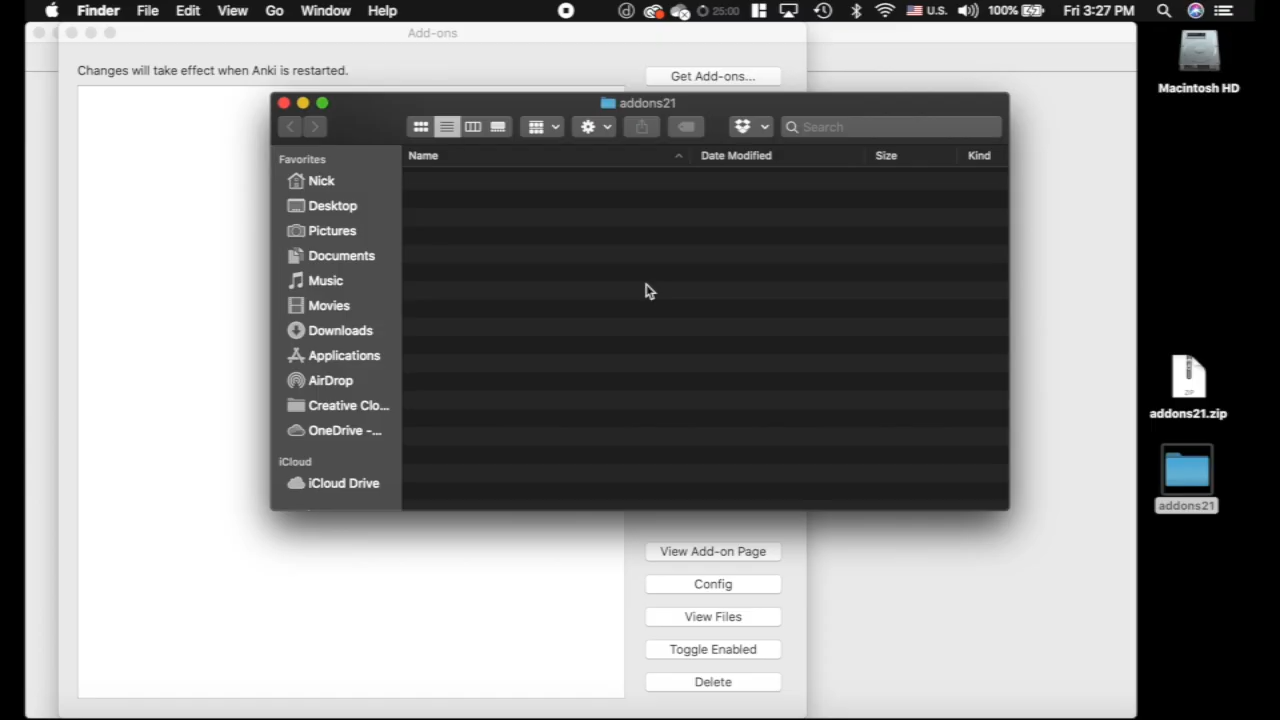 Finder File Edit View Go Window Help 25:00 U.S. 100% Fri 3:27 PM
Add-ons
Changes will take effect when Anki is restarted.
Get Add-ons...
addons21
Search
Favorites
Nick
Desktop
Pictures
Documents
Music
Movies
Downloads
Applications
AirDrop
Creative Clo...
OneDrive -...
iCloud
iCloud Drive
Name Date Modified Size Kind
View Add-on Page
Config
View Files
Toggle Enabled
Delete
Macintosh HD
ZIP
addons21.zip
addons21